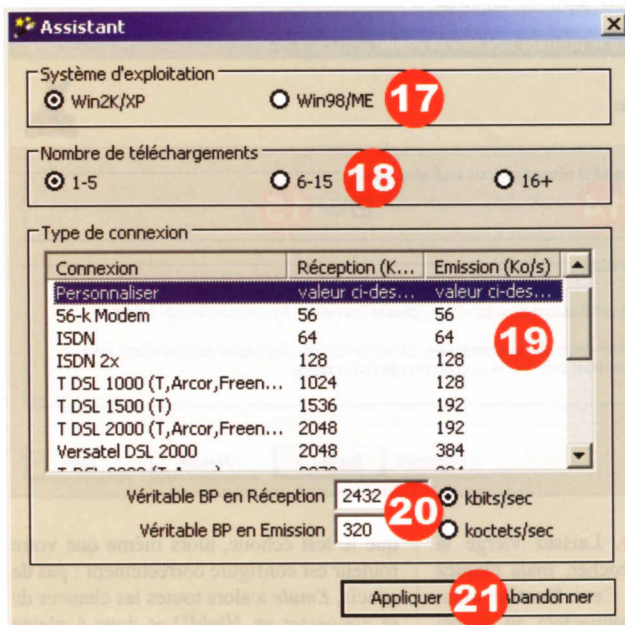 Assistant
Système d'exploitation
Win2K/XP Win98/ME 17
Nombre de téléchargements
1-5 6-15 18 16+
Type de connexion
Connexion Réception (K... Emission (Ko/s)
Personnaliser valeur ci-des... valeur ci-des...
56-k Modem 56 56
ISDN 64 64 19
ISDN 2x 128 128
T DSL 1000 (T,Arcor,Freen... 1024 128
T DSL 1500 (T) 1536 192
T DSL 2000 (T,Arcor,Freen... 2048 192
Versatel DSL 2000 2048 384
Véritable BP en Réception 2432 20 kbits/sec
Véritable BP en Emission 320 koctets/sec
Appliquer 21 bandonner